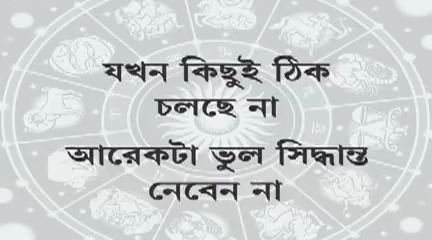 যখন কিছুই ঠিক
চলছে না
আরেকটা ভুল সিদ্ধান্ত
নেবেন না